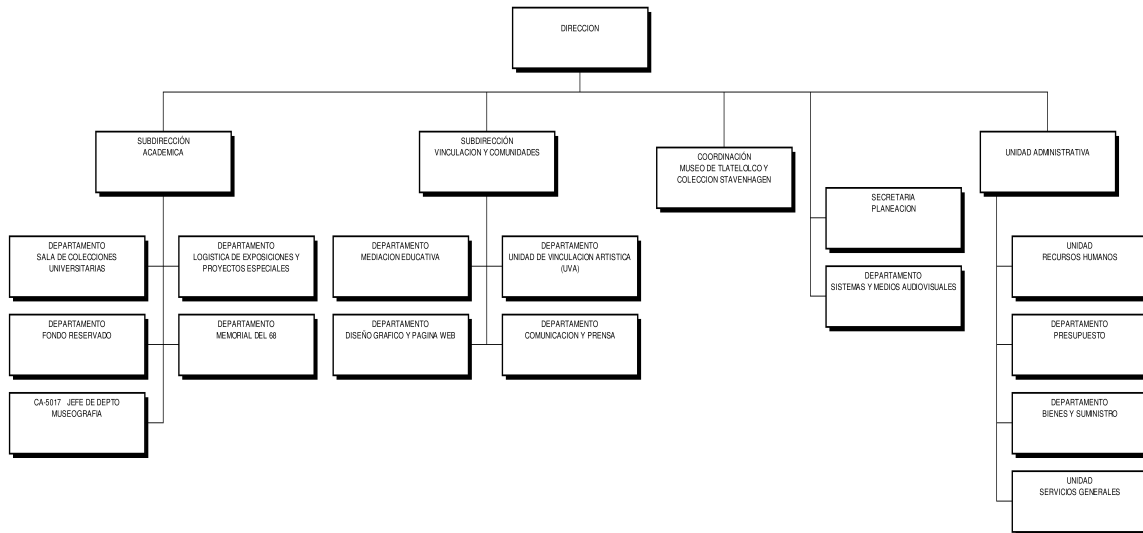 DIRECCION
SUBDIRECCIÓN
ACADEMICA
SUBDIRECCIÓN
VINCULACION Y COMUNIDADES
COORDINACIÓN
MUSEO DE TLATELOLCO Y
COLECCION STAVENHAGEN
UNIDAD ADMINISTRATIVA
SECRETARIA
PLANEACION
DEPARTAMENTO
SISTEMAS Y MEDIOS AUDIOVISUALES
DEPARTAMENTO
SALA DE COLECCIONES
UNIVERSITARIAS
DEPARTAMENTO
LOGISTICA DE EXPOSICIONES Y
PROYECTOS ESPECIALES
DEPARTAMENTO
MEDIACION EDUCATIVA
DEPARTAMENTO
UNIDAD DE VINCULACION ARTISTICA
(UVA)
UNIDAD
RECURSOS HUMANOS
DEPARTAMENTO
FONDO RESERVADO
DEPARTAMENTO
MEMORIAL DEL 68
DEPARTAMENTO
DISEÑO GRAFICO Y PAGINA WEB
DEPARTAMENTO
COMUNICACION Y PRENSA
DEPARTAMENTO
PRESUPUESTO
CA-5017 JEFE DE DEPTO
MUSEOGRAFIA
DEPARTAMENTO
BIENES Y SUMINISTRO
UNIDAD
SERVICIOS GENERALES